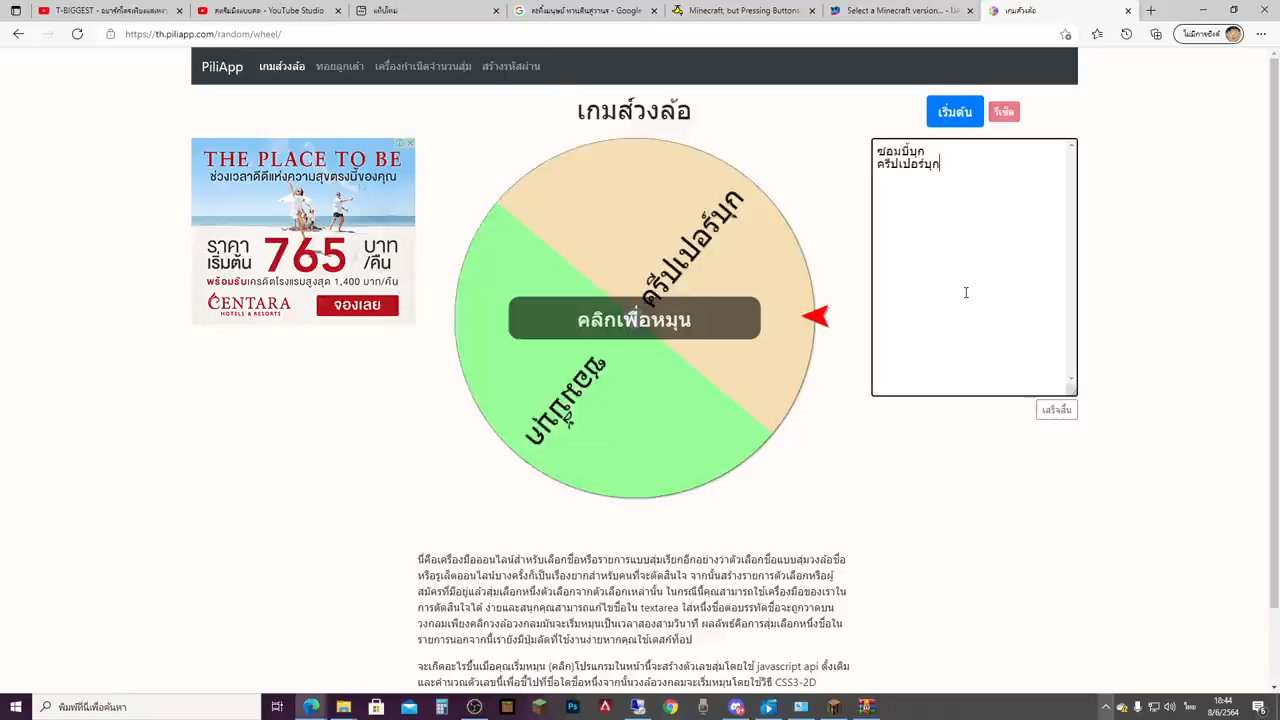 T-BIGGEST - อยากโทรศัพท์ผสมสหา
(7) Studio - YouTube Studio
แก้บทใหม่
ลงทิ้งมนุษย์ หวานดินสู่ฐานะ - Google
Minecraft, but Pressing Buttons
Select Minecraft version... - U4
เกมส์วงล้อ
https://th.piliapp.com/random/wheel/
ไม่มีการซิงค์
PiliApp
เกมส์วงล้อ
ทอยลูกเต๋า
เครื่องกำเนิดจำนวนสุ่ม
สร้างรหัสผ่าน
เกมส์วงล้อ
เริ่มต้น
รีเซ็ต
THE PLACE TO BE
ช่วงเวลาดีดีแห่งความสุขตรงนี้ของคุณ
ราคา
เริ่มต้น 765 บาท
/คืน
พร้อมรับเครดิตโรงแรมสูงสุด 1,400 บาท/คืน
CENTARA
HOTELS & RESORTS
จองเลย
ครีปเปอร์บุก
คลิกเพื่อหมุน
ซอมบี้บุก
ซอมบี้บุก
ครีปเปอร์บุก
เสร็จสิ้น
นี่คือเครื่องมือออนไลน์สำหรับเลือกชื่อหรือรายการแบบสุ่มเรียกอีกอย่างว่าตัวเลือกชื่อแบบสุ่มวงล้อชื่อ
หรือรูเล็ตออนไลน์บางครั้งก็เป็นเรื่องยากสำหรับคนที่จะตัดสินใจ จากนั้นสร้างรายการตัวเลือกหรือผู้
สมัครที่มีอยู่แล้วสุ่มเลือกหนึ่งตัวเลือกจากตัวเลือกเหล่านั้น ในกรณีนี้คุณสามารถใช้เครื่องมือของเราใน
การตัดสินใจได้ ง่ายและสนุกคุณสามารถแก้ไขชื่อใน textarea ใส่หนึ่งชื่อต่อบรรทัดชื่อจะถูกวาดบน
วงกลมเพียงคลิกวงล้อวงกลมมันจะเริ่มหมุนเป็นเวลาสองสามวินาที ผลลัพธ์คือการสุ่มเลือกหนึ่งชื่อใน
รายการนอกจากนี้เรายังมีปุ่มลัดที่ใช้งานง่ายหากคุณใช้เดสก์ท็อป
จะเกิดอะไรขึ้นเมื่อคุณเริ่มหมุน (คลิก)โปรแกรมในหน้านี้จะสร้างตัวเลขสุ่มโดยใช้ javascript api ดั้งเดิม
และคำนวณตัวเลขนี้เพื่อชี้ไปที่ชื่อใดชื่อหนึ่งจากนั้นวงล้อวงกลมจะเริ่มหมุนโดยใช้วิธี CSS3-2D
พิมพ์ที่นี่เพื่อค้นหา
18:44
8/6/2564